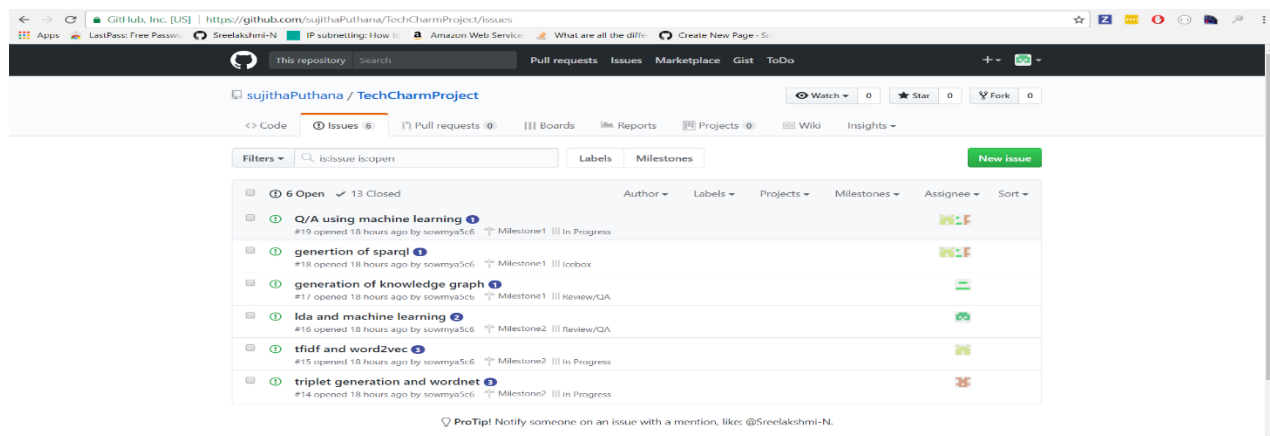 GitHub, Inc. [US] | https://github.com/sujithaPuthana/TechCharmProject/issues
Apps LastPass: Free Passwo Sreelakshmi-N IP subnetting: How to Amazon Web Service What are all the differ Create New Page · Sr
This repository Search Pull requests Issues Marketplace Gist ToDo
sujithaPuthana / TechCharmProject Watch 0 Star 0 Fork 0
Code Issues 6 Pull requests 0 Boards Reports Projects 0 Wiki Insights
Filters is:issue is:open Labels Milestones New issue
6 Open 13 Closed Author Labels Projects Milestones Assignee Sort
Q/A using machine learning 1
#19 opened 18 hours ago by sowmya5c6 Milestone1 In Progress
genertion of sparql 1
#18 opened 18 hours ago by sowmya5c6 Milestone1 Icebox
generation of knowledge graph 1
#17 opened 18 hours ago by sowmya5c6 Milestone1 Review/QA
lda and machine learning 2
#16 opened 18 hours ago by sowmya5c6 Milestone2 Review/QA
tfidf and word2vec 3
#15 opened 18 hours ago by sowmya5c6 Milestone2 In Progress
triplet generation and wordnet 3
#14 opened 18 hours ago by sowmya5c6 Milestone2 In Progress
ProTip! Notify someone on an issue with a mention, like: @Sreelakshmi-N.